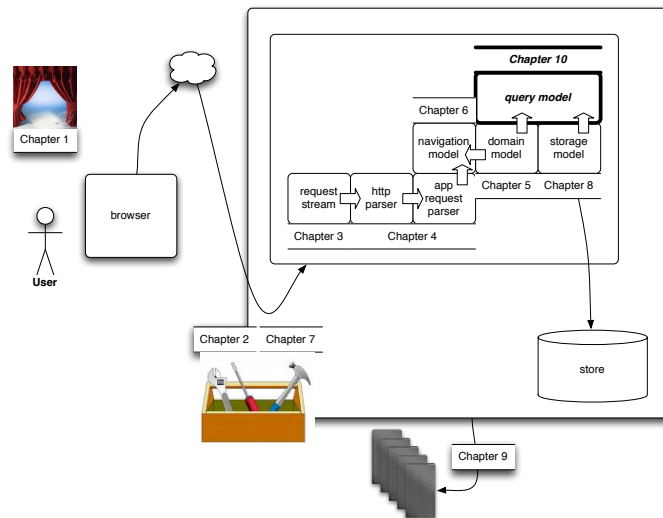 Chapter 10
query model
Chapter 6
navigation
model
domain
model
storage
model
Chapter 1
request
stream
http
parser
app
request
parser
Chapter 5
Chapter 8
browser
Chapter 3
Chapter 4
User
Chapter 2
Chapter 7
store
Chapter 9